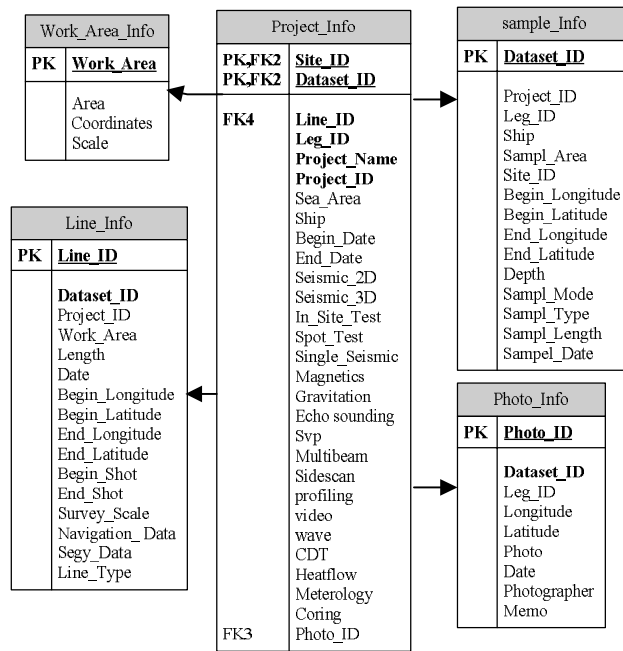 Work_Area_Info
PK Work_Area
Area
Coordinates
Scale
Line_Info
PK Line_ID
Dataset_ID
Project_ID
Work_Area
Length
Date
Begin_Longitude
Begin_Latitude
End_Longitude
End_Latitude
Begin_Shot
End_Shot
Survey_Scale
Navigation_ Data
Segy_Data
Line_Type
Project_Info
PK,FK2 Site_ID
PK,FK2 Dataset_ID
FK4 Line_ID
Leg_ID
Project_Name
Project_ID
Sea_Area
Ship
Begin_Date
End_Date
Seismic_2D
Seismic_3D
In_Site_Test
Spot_Test
Single_Seismic
Magnetics
Gravitation
Echo sounding
Svp
Multibeam
Sidescan
profiling
video
wave
CDT
Heatflow
Meterology
Coring
FK3 Photo_ID
sample_Info
PK Dataset_ID
Project_ID
Leg_ID
Ship
Sampl_Area
Site_ID
Begin_Longitude
Begin_Latitude
End_Longitude
End_Latitude
Depth
Sampl_Mode
Sampl_Type
Sampl_Length
Sampel_Date
Photo_Info
PK Photo_ID
Dataset_ID
Leg_ID
Longitude
Latitude
Photo
Date
Photographer
Memo